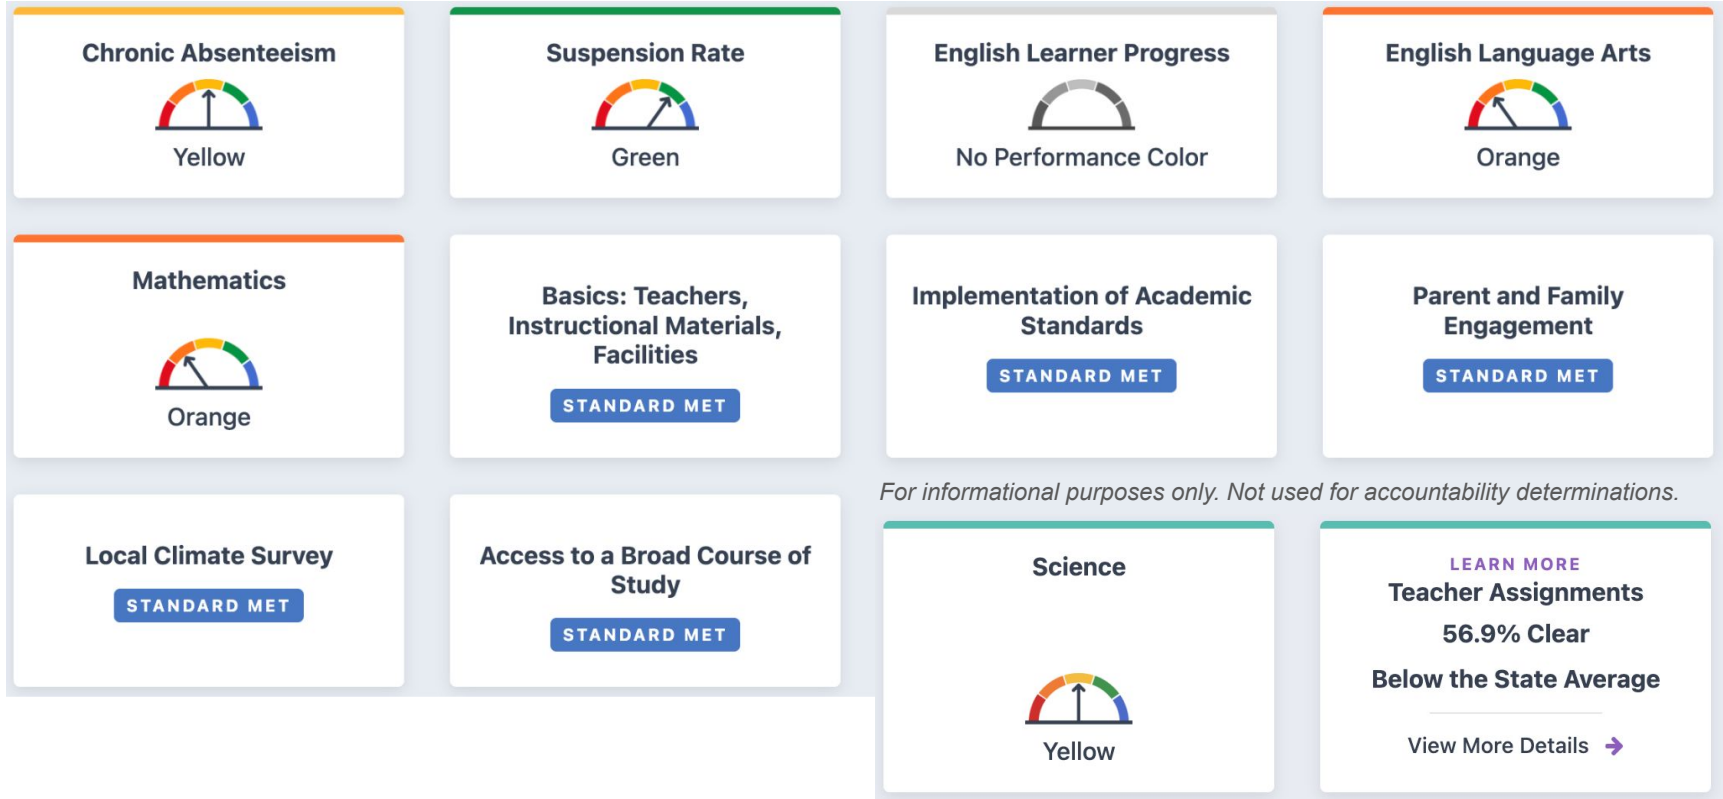 Chronic Absenteeism
Yellow
Suspension Rate
Green
English Learner Progress
No Performance Color
English Language Arts
Orange
Mathematics
Orange
Basics: Teachers,
Instructional Materials,
Facilities
STANDARD MET
Implementation of Academic
Standards
STANDARD MET
Parent and Family
Engagement
STANDARD MET
Local Climate Survey
STANDARD MET
Access to a Broad Course of
Study
STANDARD MET
For informational purposes only. Not used for accountability determinations.
Science
Yellow
LEARN MORE
Teacher Assignments
56.9% Clear
Below the State Average
View More Details